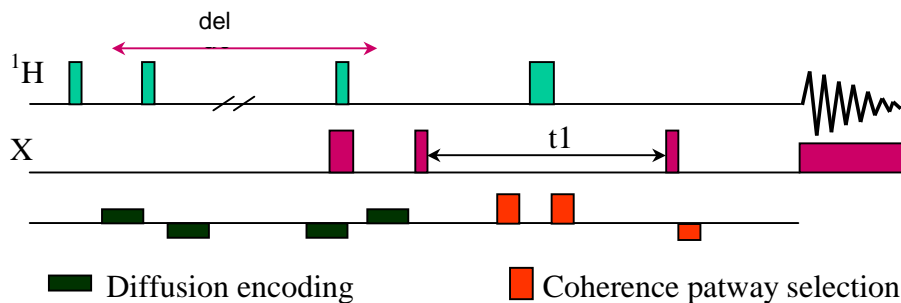 del
1H
X
t1
Diffusion encoding
Coherence patway selection